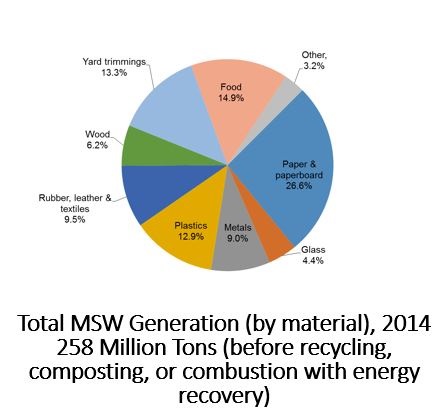 Other,
3.2%
Yard trimmings
13.3%
Food
14.9%
Wood
6.2%
Paper &
paperboard
26.6%
Rubber, leather &
textiles
9.5%
Plastics
12.9%
Metals
9.0%
Glass
4.4%
Total MSW Generation (by material), 2014
258 Million Tons (before recycling,
composting, or combustion with energy
recovery)